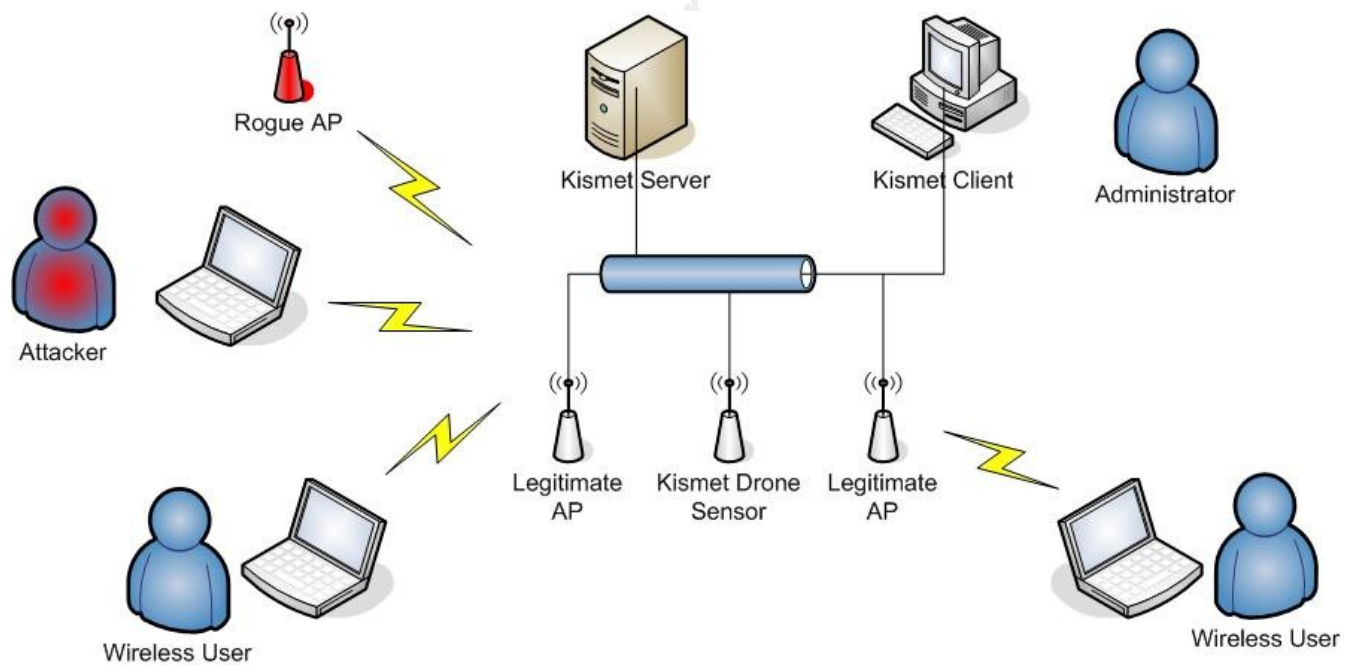 Rogue AP
Kismet Server
Kismet Client
Administrator
Attacker
Legitimate
AP
Kismet Drone
Sensor
Legitimate
AP
Wireless User
Wireless User